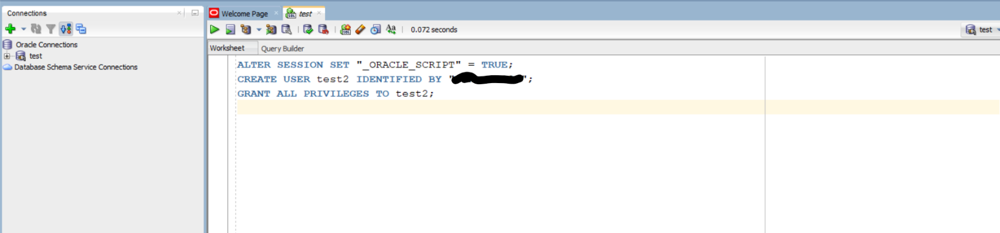 Connections
Oracle Connections
test
Database Schema Service Connections
Welcome Page
test
SQL
0.072 seconds
test
Worksheet
Query Builder
ALTER SESSION SET "_ORACLE_SCRIPT" = TRUE;
CREATE USER test2 IDENTIFIED BY " ";
GRANT ALL PRIVILEGES TO test2;